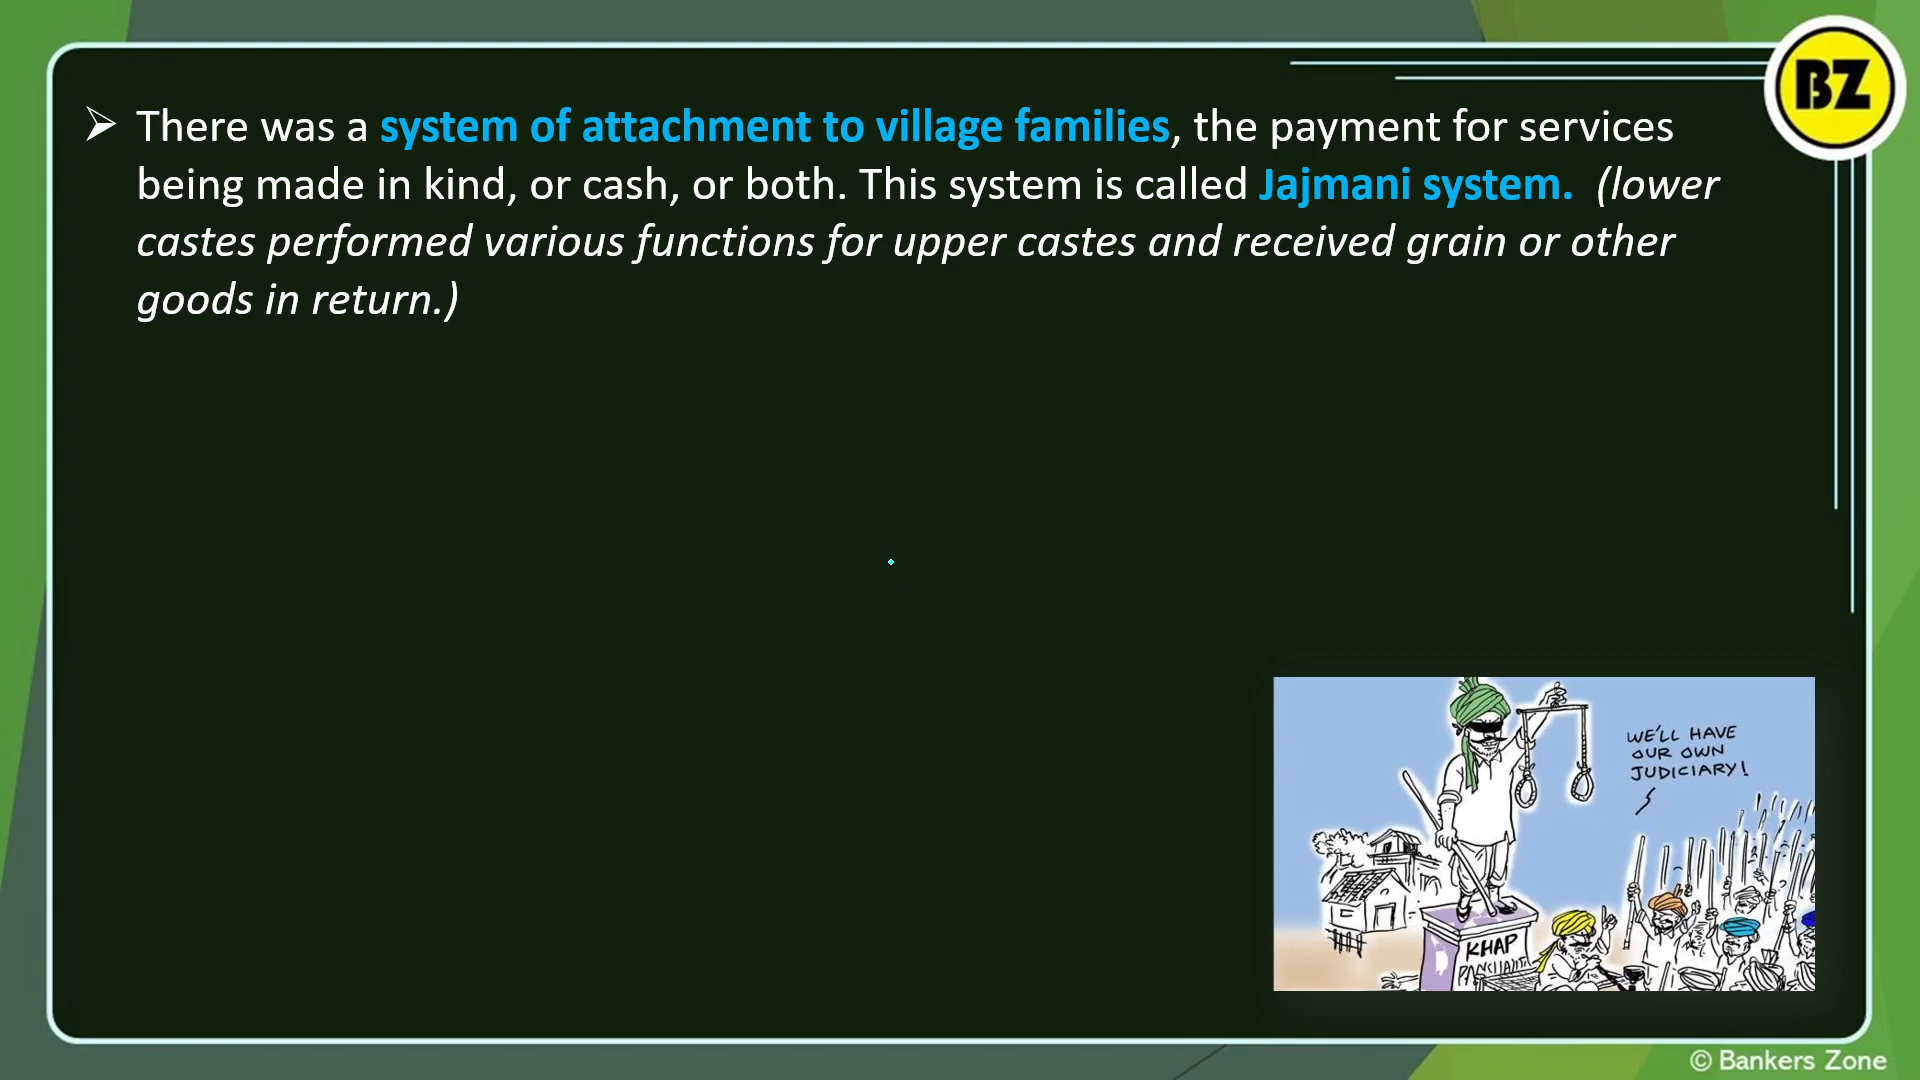 There was a system of attachment to village families, the payment for services
being made in kind, or cash, or both. This system is called Jajmani system. (lower
castes performed various functions for upper castes and received grain or other
goods in return.)
BZ
WE'LL HAVE
OUR OWN
JUDICIARY!
KHAP
© Bankers Zone